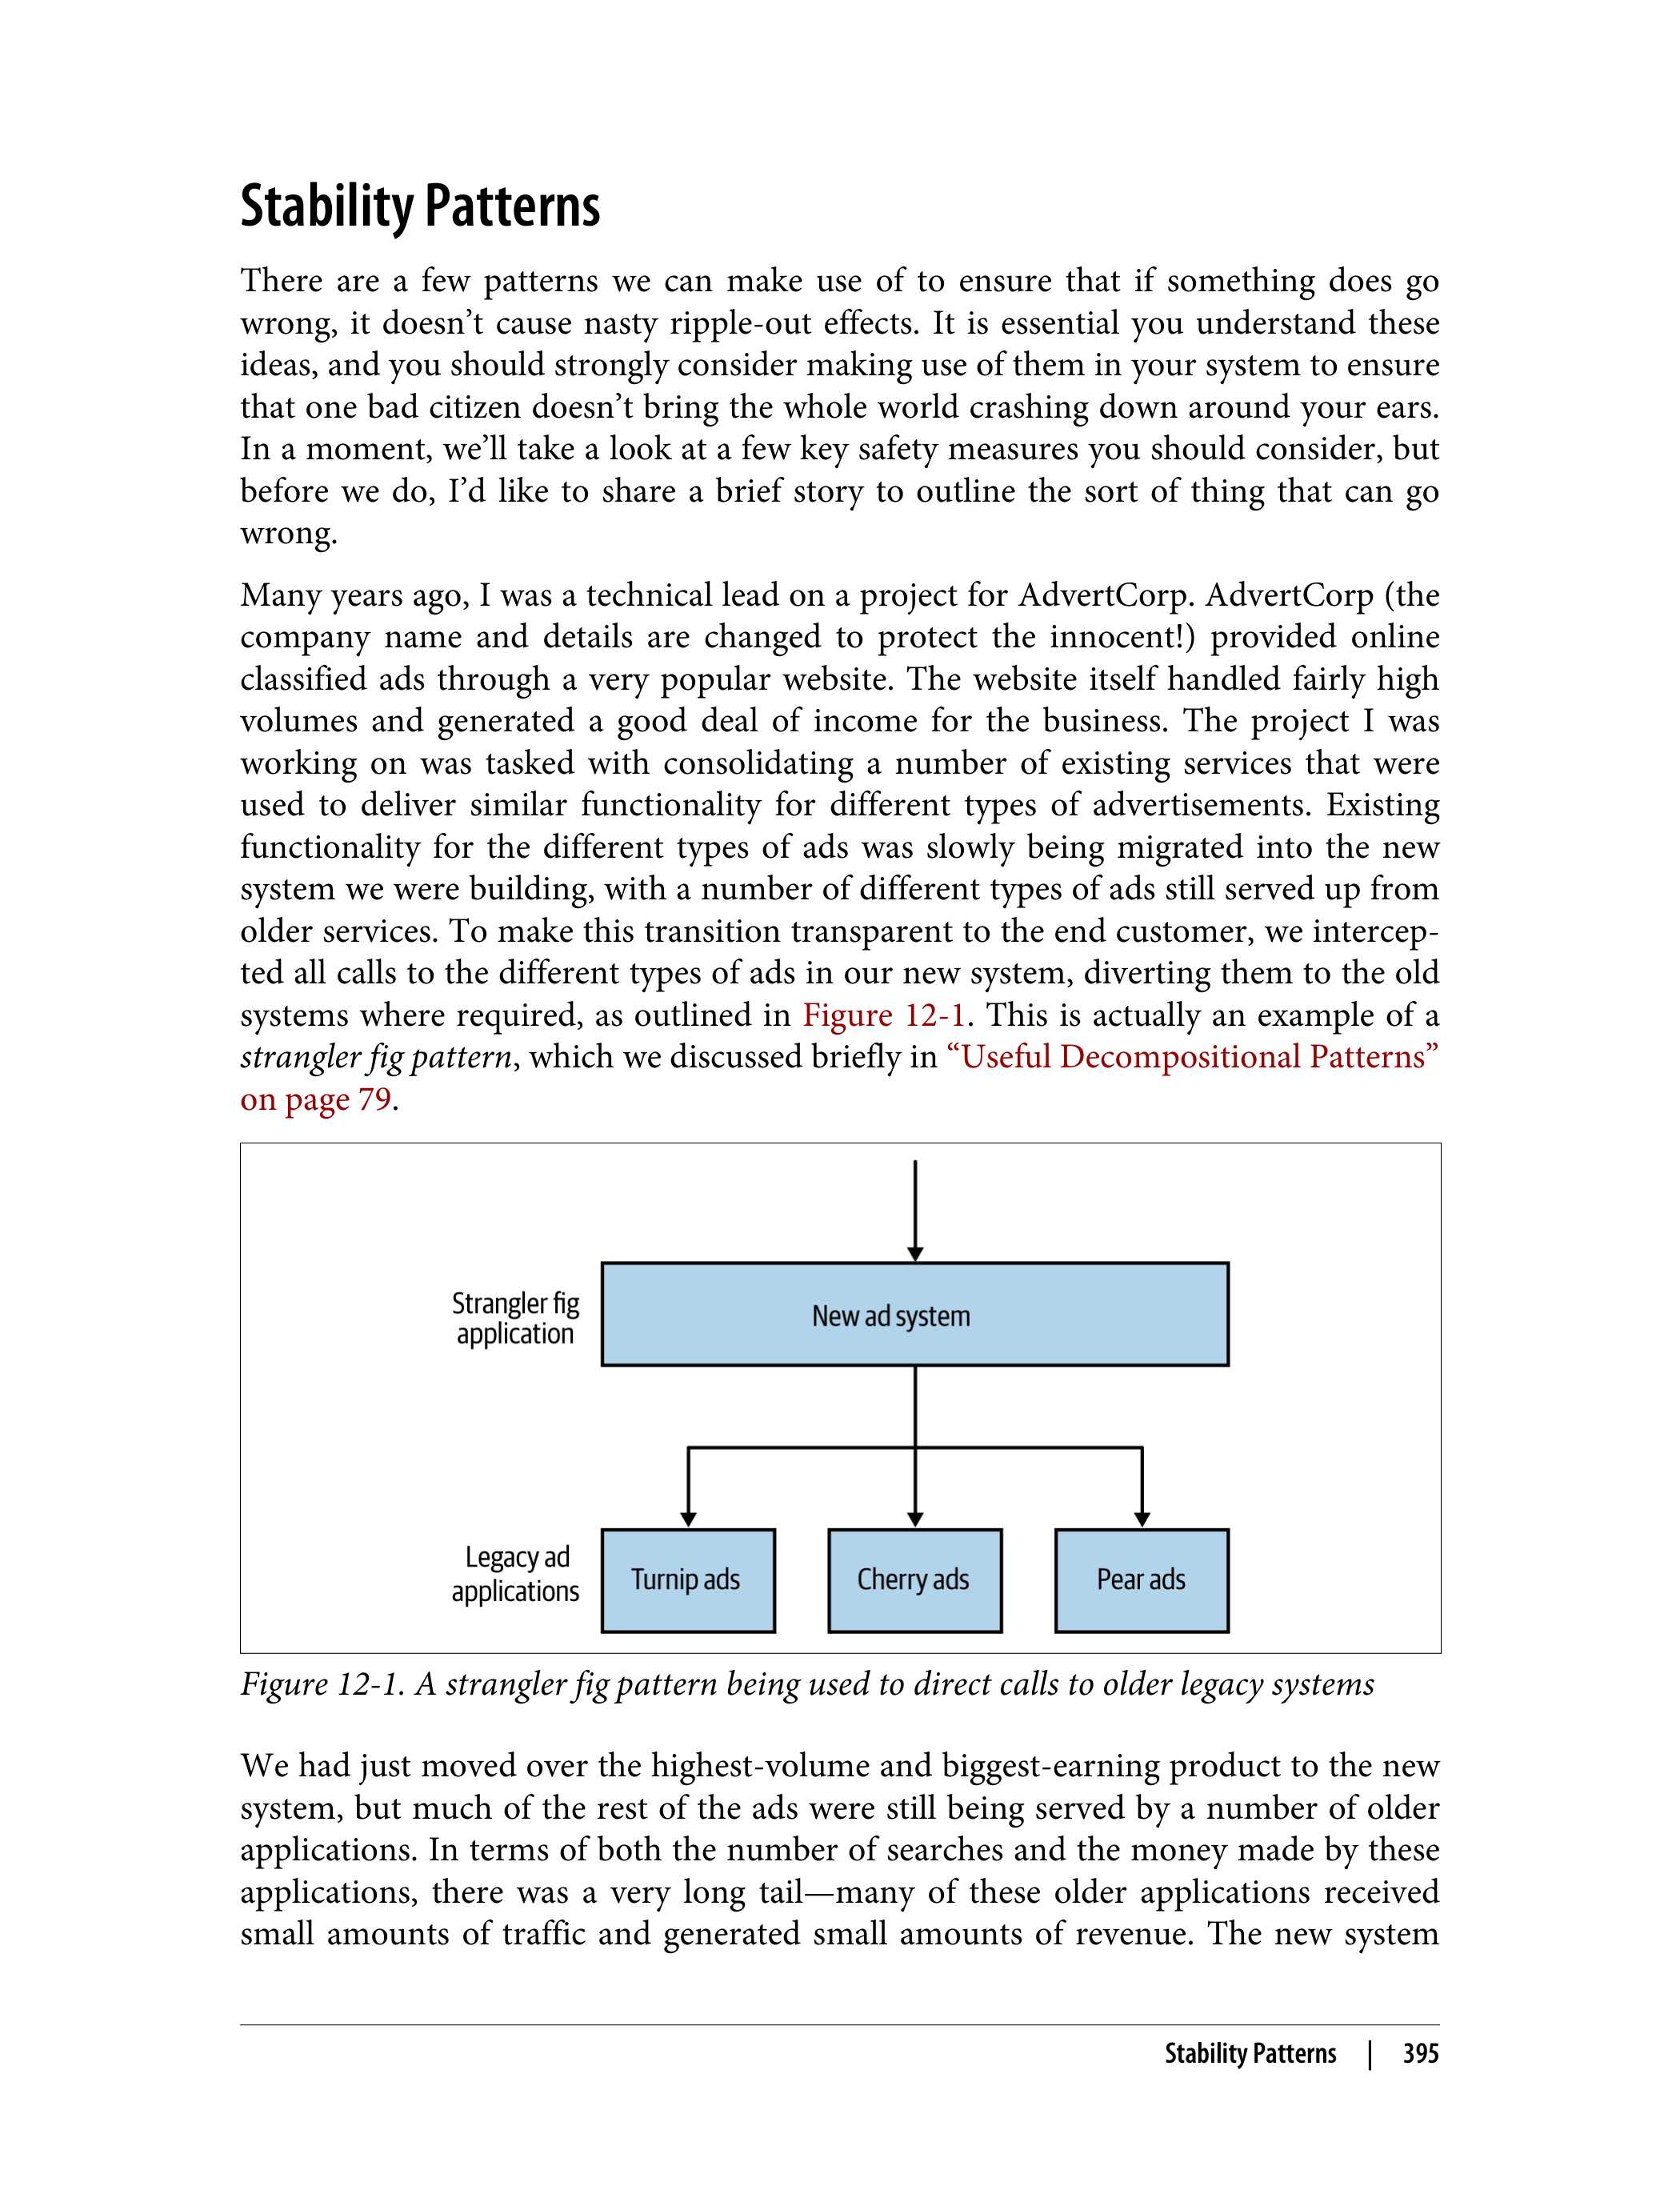 Stability Patterns
There are a few patterns we can make use of to ensure that if something does go
wrong, it doesn’t cause nasty ripple-out effects. It is essential you understand these
ideas, and you should strongly consider making use of them in your system to ensure
that one bad citizen doesn’t bring the whole world crashing down around your ears.
In a moment, we’ll take a look at a few key safety measures you should consider, but
before we do, I’d like to share a brief story to outline the sort of thing that can go
wrong.
Many years ago, I was a technical lead on a project for AdvertCorp. AdvertCorp (the
company name and details are changed to protect the innocent!) provided online
classified ads through a very popular website. The website itself handled fairly high
volumes and generated a good deal of income for the business. The project I was
working on was tasked with consolidating a number of existing services that were
used to deliver similar functionality for different types of advertisements. Existing
functionality for the different types of ads was slowly being migrated into the new
system we were building, with a number of different types of ads still served up from
older services. To make this transition transparent to the end customer, we intercep-
ted all calls to the different types of ads in our new system, diverting them to the old
systems where required, as outlined in Figure 12-1. This is actually an example of a
strangler fig pattern, which we discussed briefly in “Useful Decompositional Patterns”
on page 79.
Strangler fig
application
New ad system
Legacy ad
applications
Turnip ads
Cherry ads
Pear ads
Figure 12-1. A strangler fig pattern being used to direct calls to older legacy systems
We had just moved over the highest-volume and biggest-earning product to the new
system, but much of the rest of the ads were still being served by a number of older
applications. In terms of both the number of searches and the money made by these
applications, there was a very long tail—many of these older applications received
small amounts of traffic and generated small amounts of revenue. The new system
Stability Patterns | 395